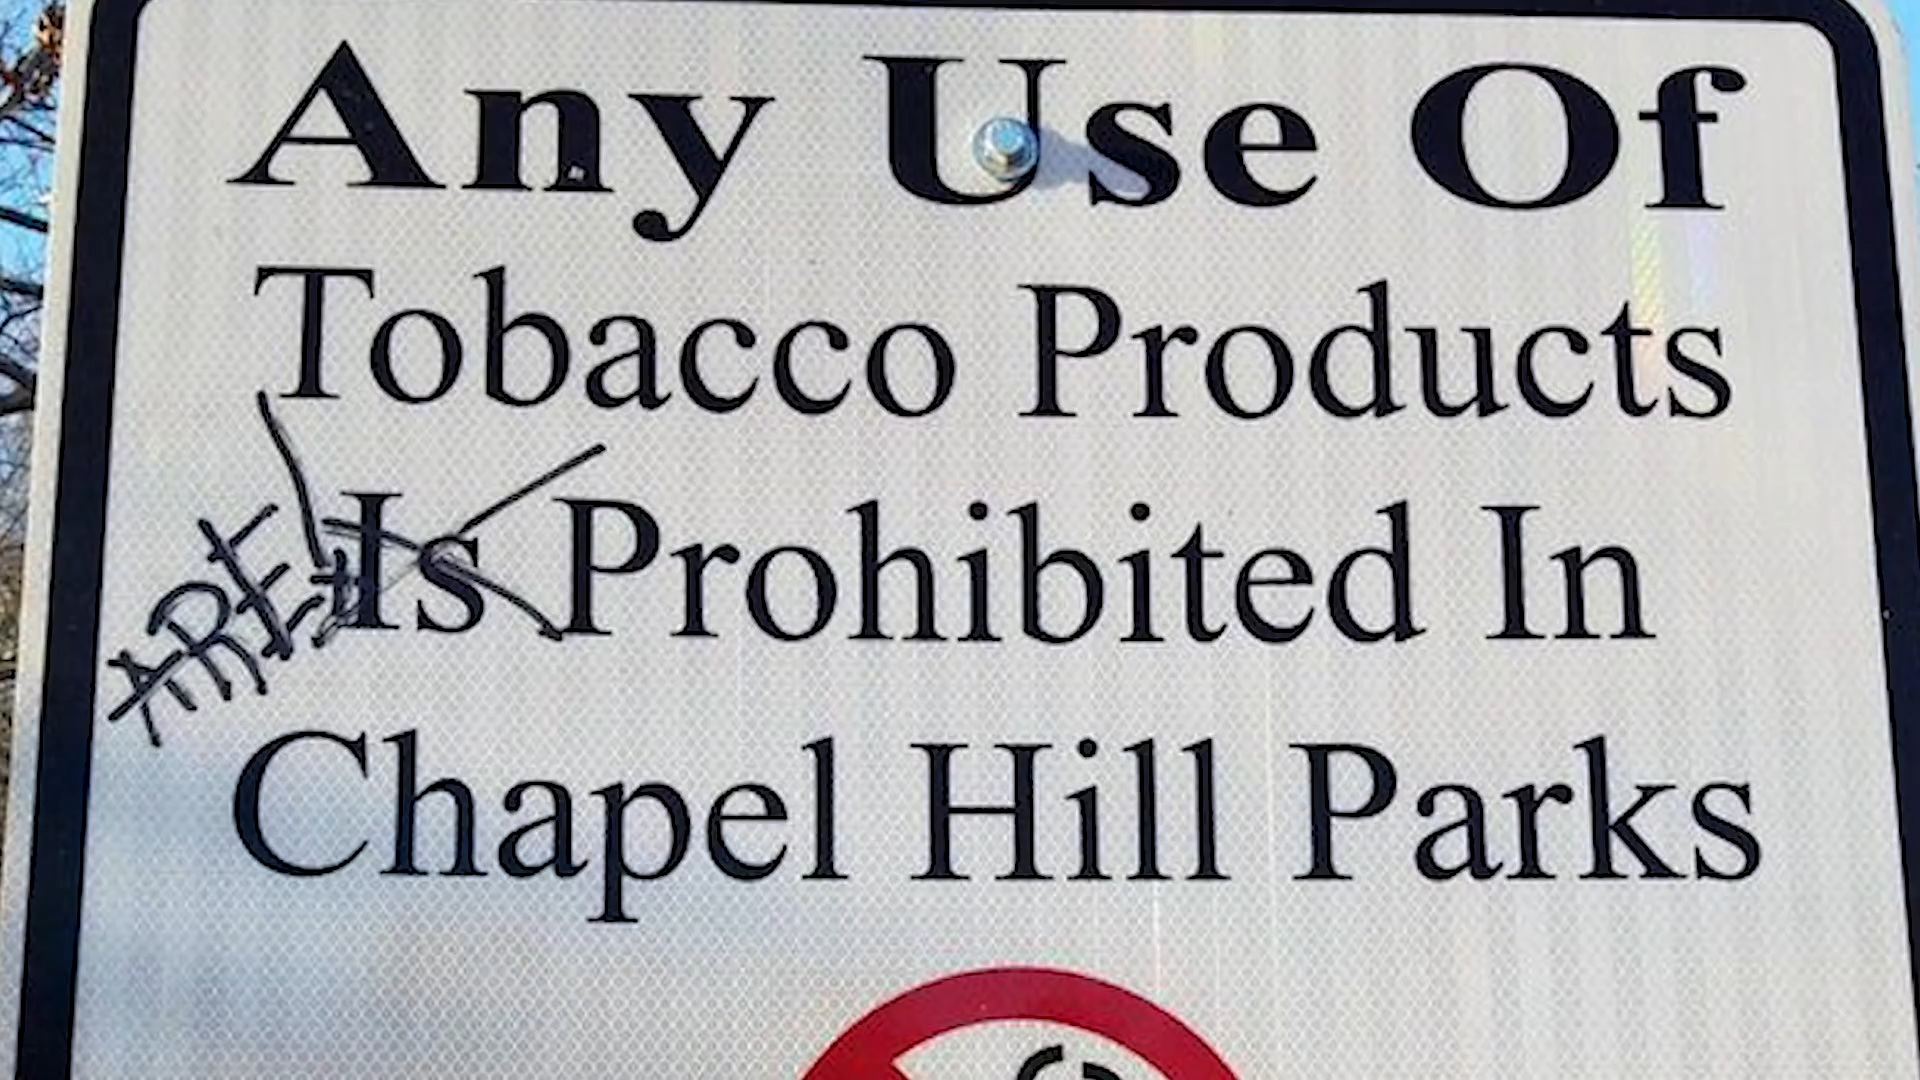 Any Use Of
Tobacco Products
ARE
Is Prohibited In
Chapel Hill Parks